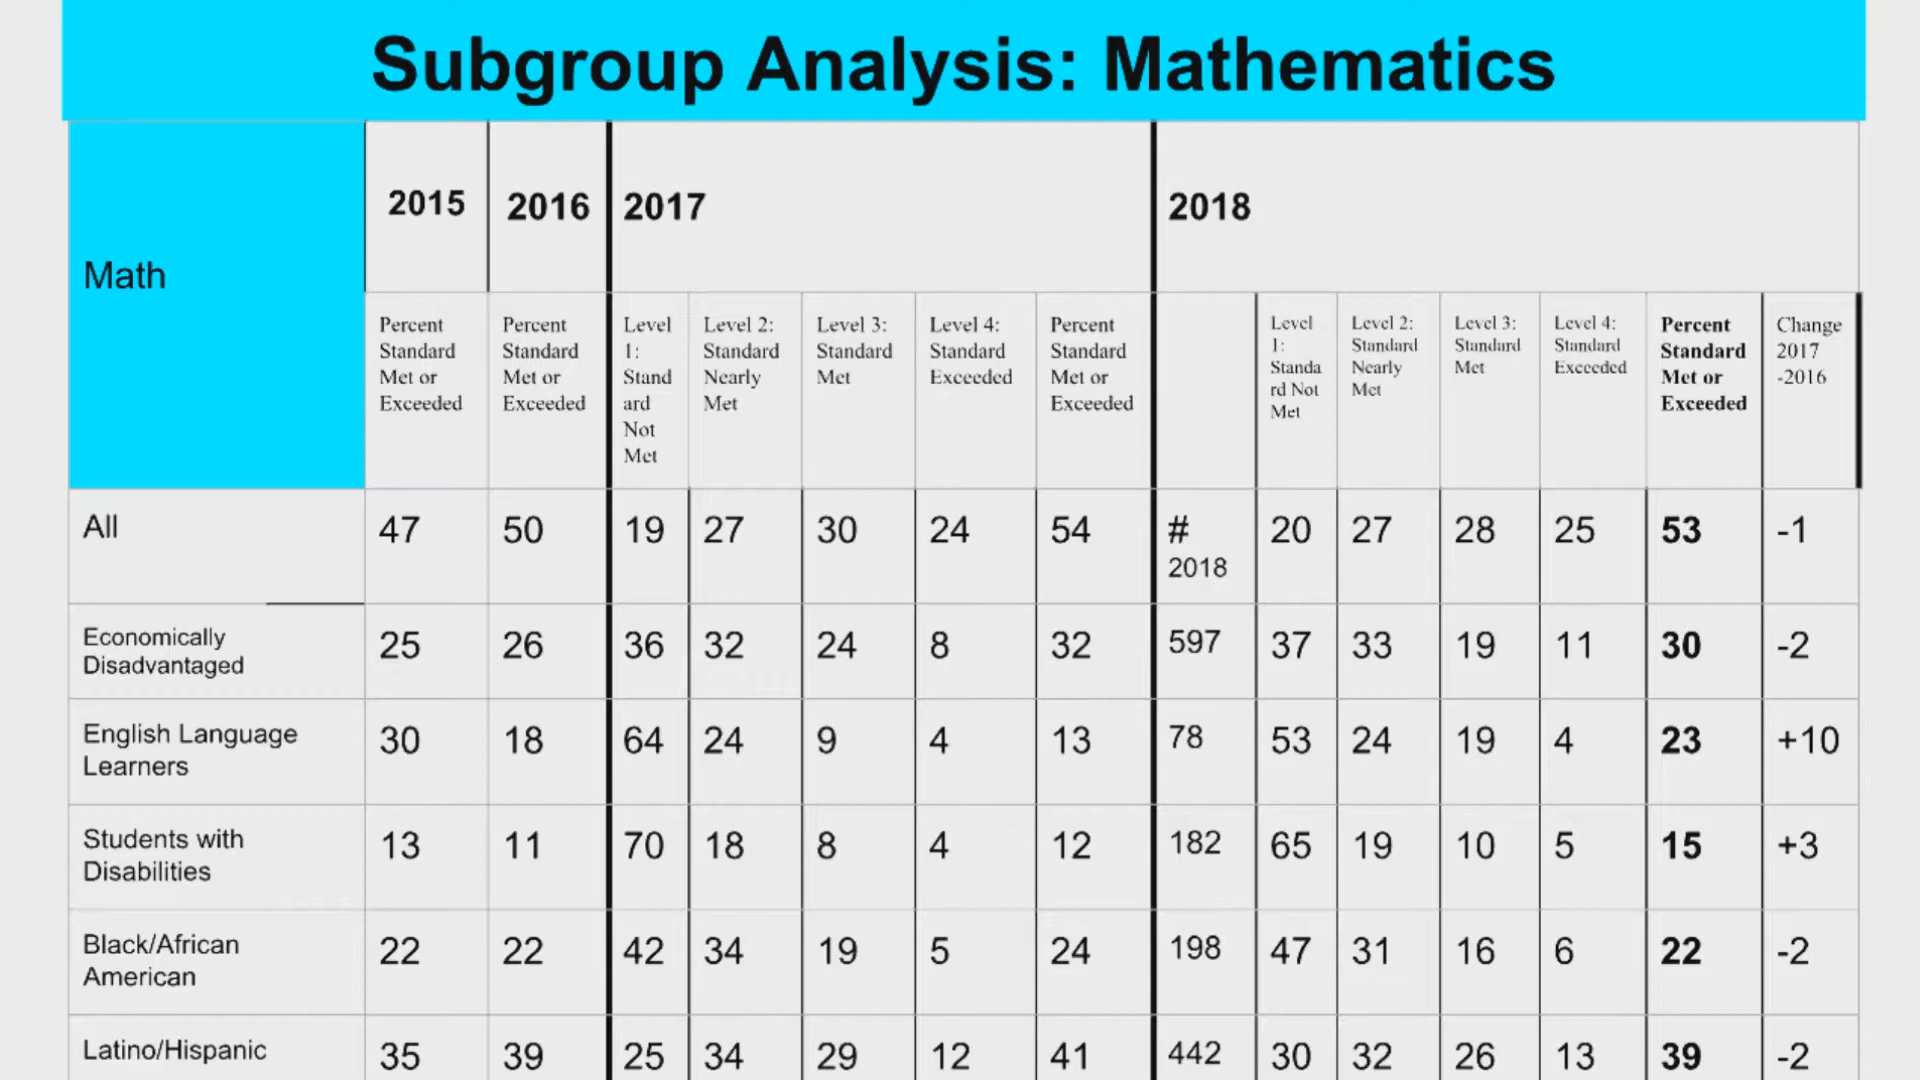 Subgroup Analysis: Mathematics
Math
2015 2016 2017 2018
Percent Standard Met or Exceeded
Percent Standard Met or Exceeded
Level 1: Stand ard Not Met
Level 2: Standard Nearly Met
Level 3: Standard Met
Level 4: Standard Exceeded
Percent Standard Met or Exceeded
Level 1: Standa rd Not Met
Level 2: Standard Nearly Met
Level 3: Standard Met
Level 4: Standard Exceeded
Percent Standard Met or Exceeded
Change 2017 -2016
All 47 50 19 27 30 24 54 # 2018 20 27 28 25 53 -1
Economically Disadvantaged 25 26 36 32 24 8 32 597 37 33 19 11 30 -2
English Language Learners 30 18 64 24 9 4 13 78 53 24 19 4 23 +10
Students with Disabilities 13 11 70 18 8 4 12 182 65 19 10 5 15 +3
Black/African American 22 22 42 34 19 5 24 198 47 31 16 6 22 -2
Latino/Hispanic 35 39 25 34 29 12 41 442 30 32 26 13 39 -2